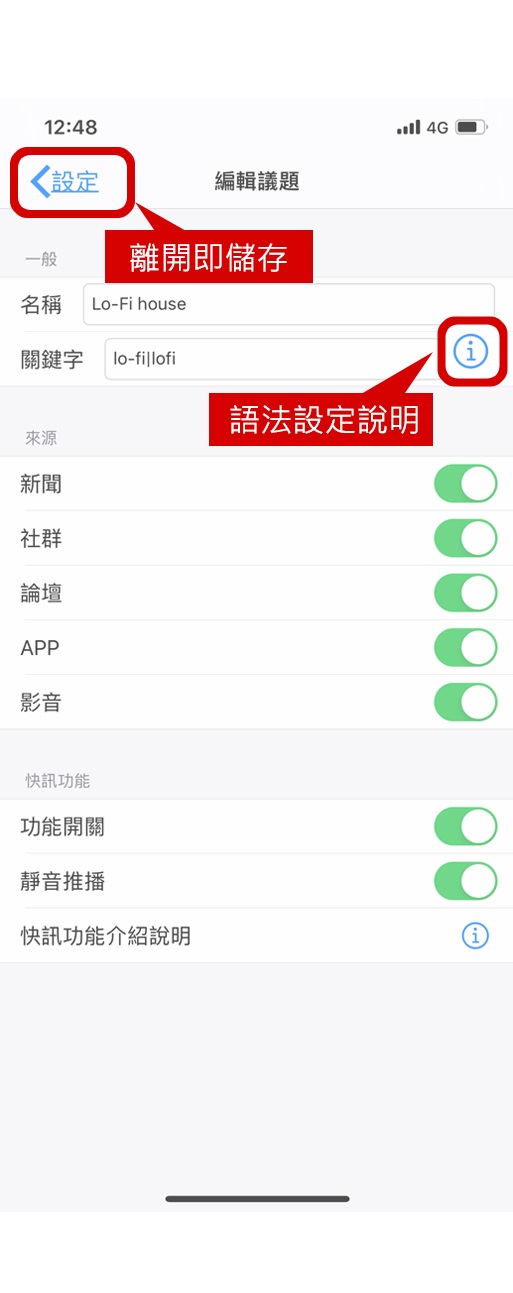 12:48 4G
設定 編輯議題
離開即儲存
一般
名稱 Lo-Fi house
關鍵字 lo-fi|lofi
語法設定說明
來源
新聞
社群
論壇
APP
影音
快訊功能
功能開關
靜音推播
快訊功能介紹說明